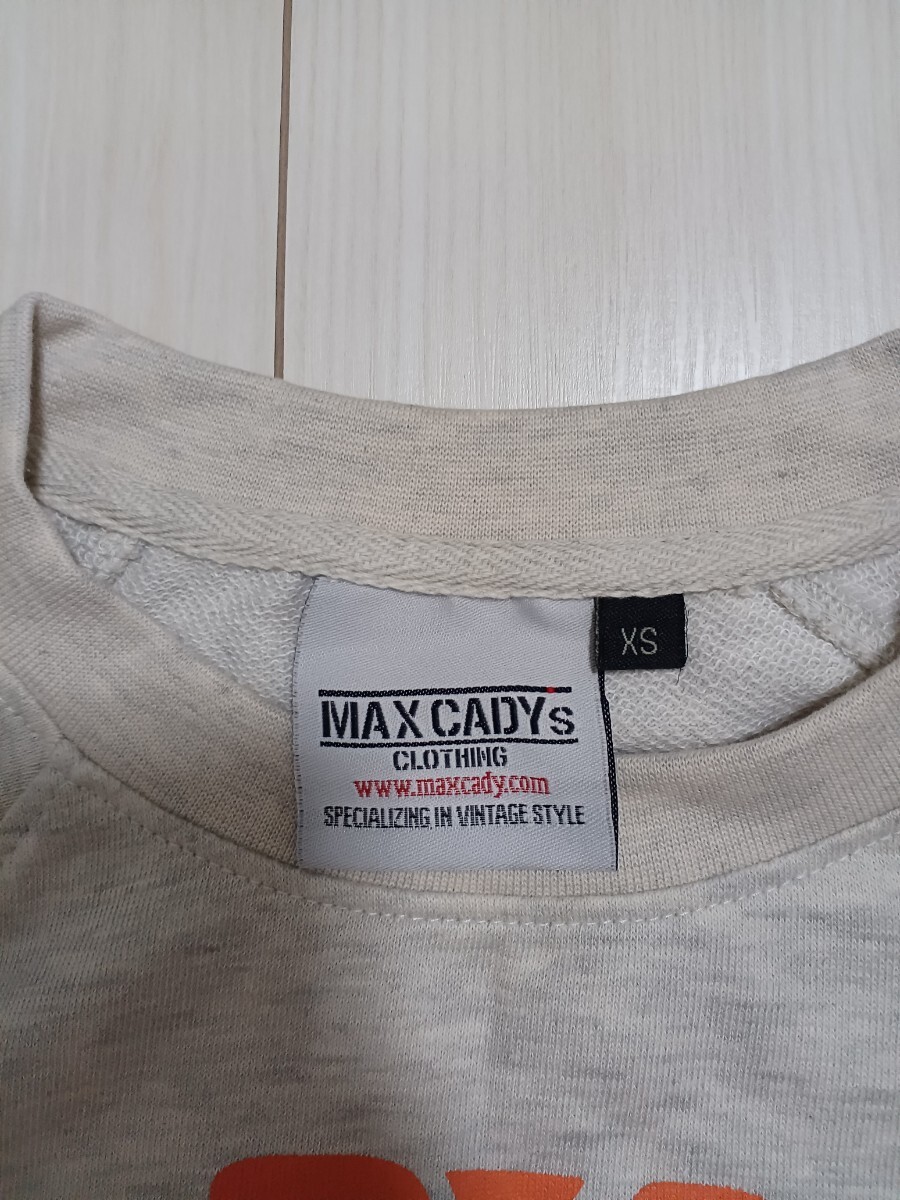 XS
MAX CADYs
CLOTHING
www.maxcady.com
SPECIALIZING IN VINTAGE STYLE